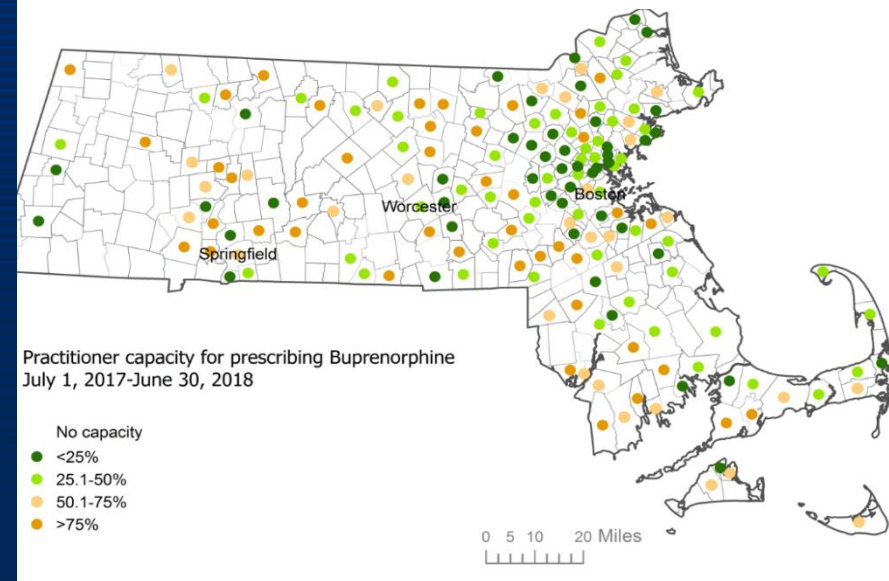 Boston
Worcester
Springfield
Practitioner capacity for prescribing Buprenorphine
July 1, 2017-June 30, 2018
No capacity
<25%
25.1-50%
50.1-75%
>75%
0 5 10 20 Miles